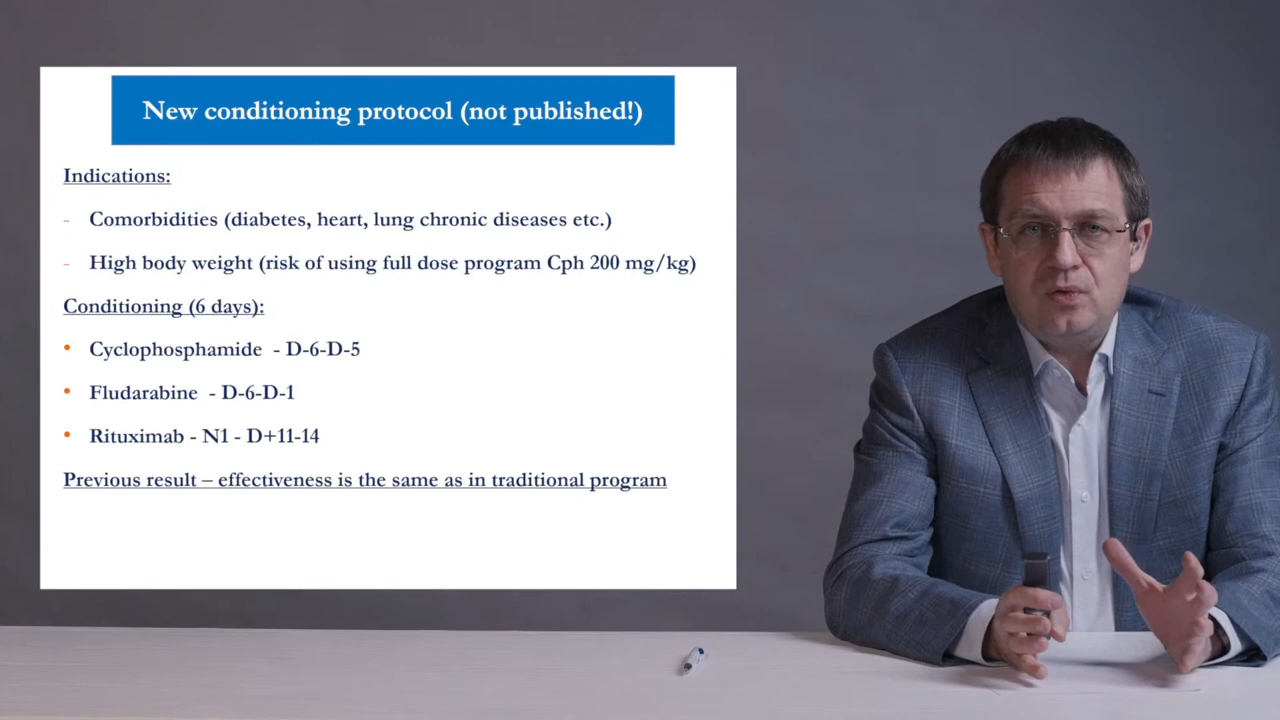 New conditioning protocol (not published!)
Indications:
- Comorbidities (diabetes, heart, lung chronic diseases etc.)
- High body weight (risk of using full dose program Cph 200 mg/kg)
Conditioning (6 days):
• Cyclophosphamide - D-6-D-5
• Fludarabine - D-6-D-1
• Rituximab - N1 - D+11-14
Previous result – effectiveness is the same as in traditional program